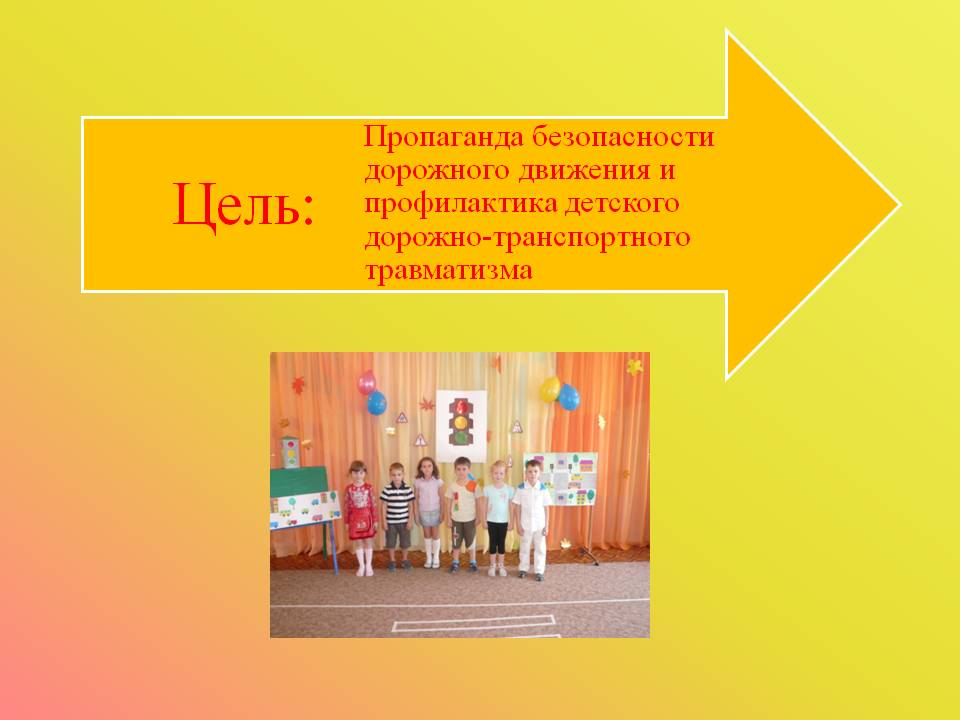 Цель:
Пропаганда безопасности
дорожного движения и
профилактика детского
дорожно-транспортного
травматизма